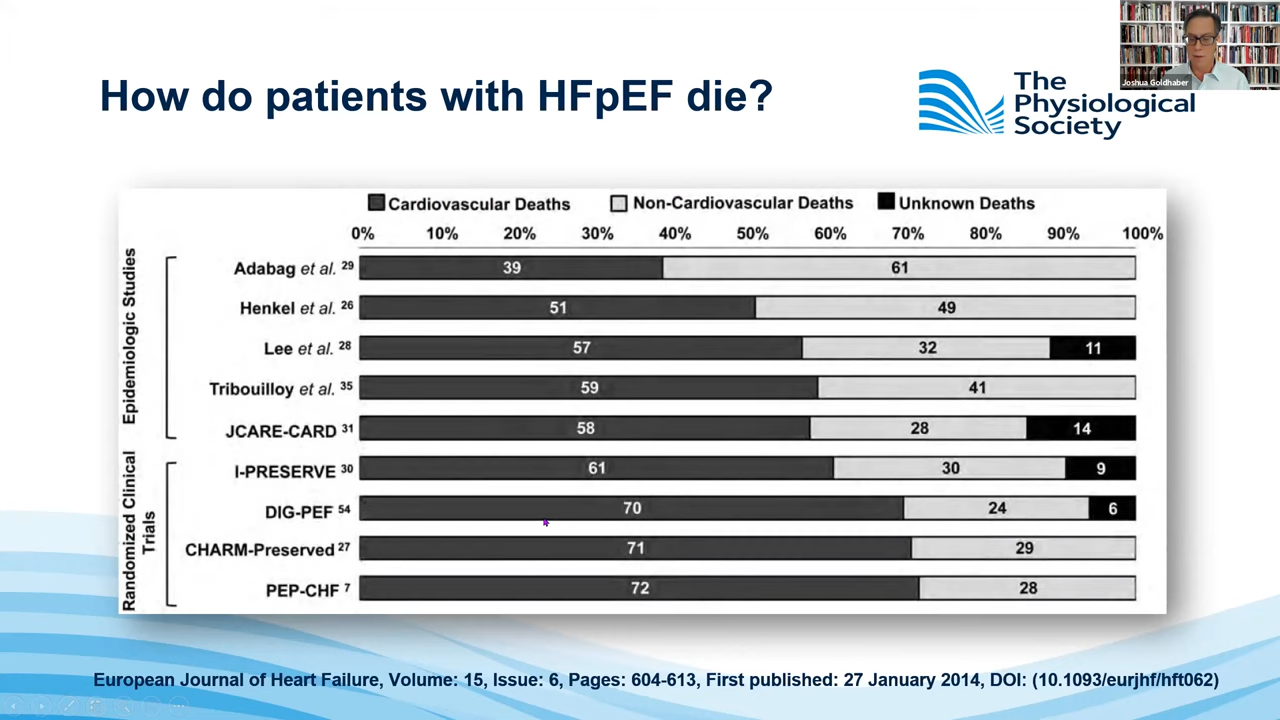 How do patients with HFpEF die?
The
Physiological
Society
Joshua Goldhaber
Cardiovascular Deaths Non-Cardiovascular Deaths Unknown Deaths
0% 10% 20% 30% 40% 50% 60% 70% 80% 90% 100%
Epidemiologic Studies
Adabag et al. 29 39 61
Henkel et al. 26 51 49
Lee et al. 28 57 32 11
Tribouilloy et al. 35 59 41
JCARE-CARD 31 58 28 14
Randomized Clinical
Trials
I-PRESERVE 30 61 30 9
DIG-PEF 54 70 24 6
CHARM-Preserved 27 71 29
PEP-CHF 7 72 28
European Journal of Heart Failure, Volume: 15, Issue: 6, Pages: 604-613, First published: 27 January 2014, DOI: (10.1093/eurjhf/hft062)